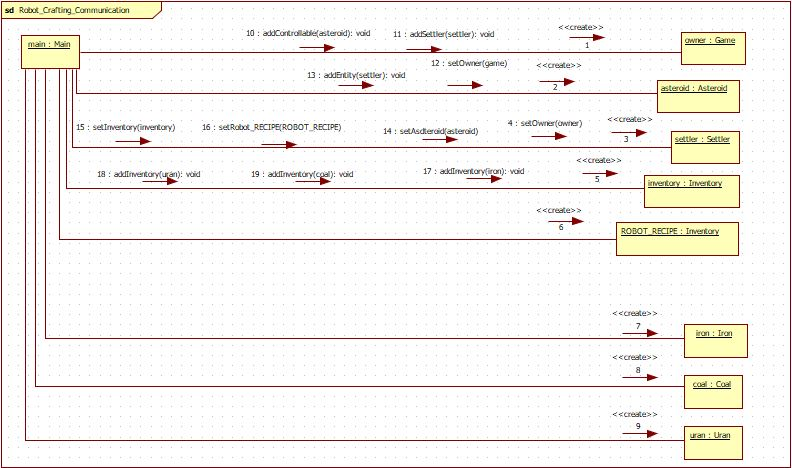 sd Robot_Crafting_Communication
main : Main
10 : addControllable(asteroid): void
11 : addSettler(settler): void
<<create>>
1
owner : Game
13 : addEntity(settler): void
12 : setOwner(game)
<<create>>
2
asteroid : Asteroid
15 : setInventory(inventory)
16 : setRobot_RECIPE(ROBOT_RECIPE)
14 : setAsdteroid(asteroid)
4 : setOwner(owner)
<<create>>
3
settler : Settler
18 : addInventory(uran): void
19 : addInventory(coal): void
17 : addInventory(iron): void
<<create>>
5
inventory : Inventory
<<create>>
6
ROBOT_RECIPE : Inventory
<<create>>
7
iron : Iron
<<create>>
8
coal : Coal
<<create>>
9
uran : Uran